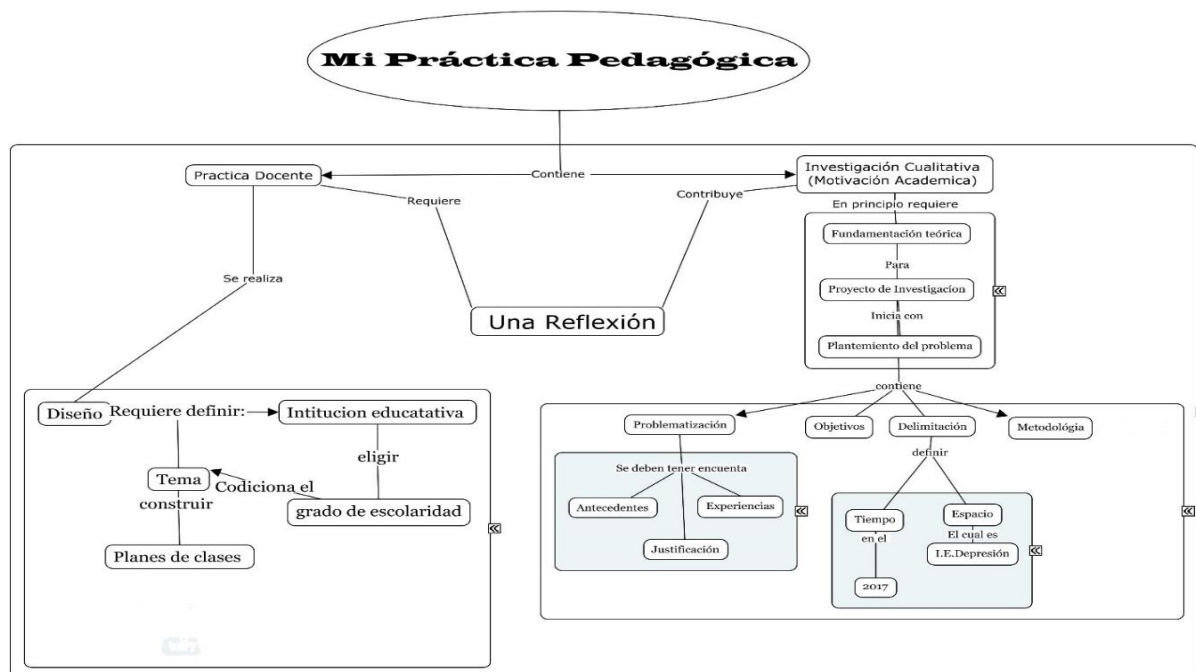 Mi Práctica Pedagógica
Contiene
Practica Docente
Investigación Cualitativa
(Motivación Academica)
Requiere
Contribuye
En principio requiere
Fundamentación teórica
Para
Proyecto de Investigacíon
Inicia con
Plantemiento del problema
Se realiza
Una Reflexión
contiene
Diseño
Requiere definir:
Intitucion educatativa
eligir
Tema
Codiciona el
grado de escolaridad
construir
Planes de clases
Problematización
Objetivos
Delimitación
Metodológia
Se deben tener encuenta
Antecedentes
Experiencias
Justificación
definir
Tiempo
en el
2017
Espacio
El cual es
I.E.Depresión